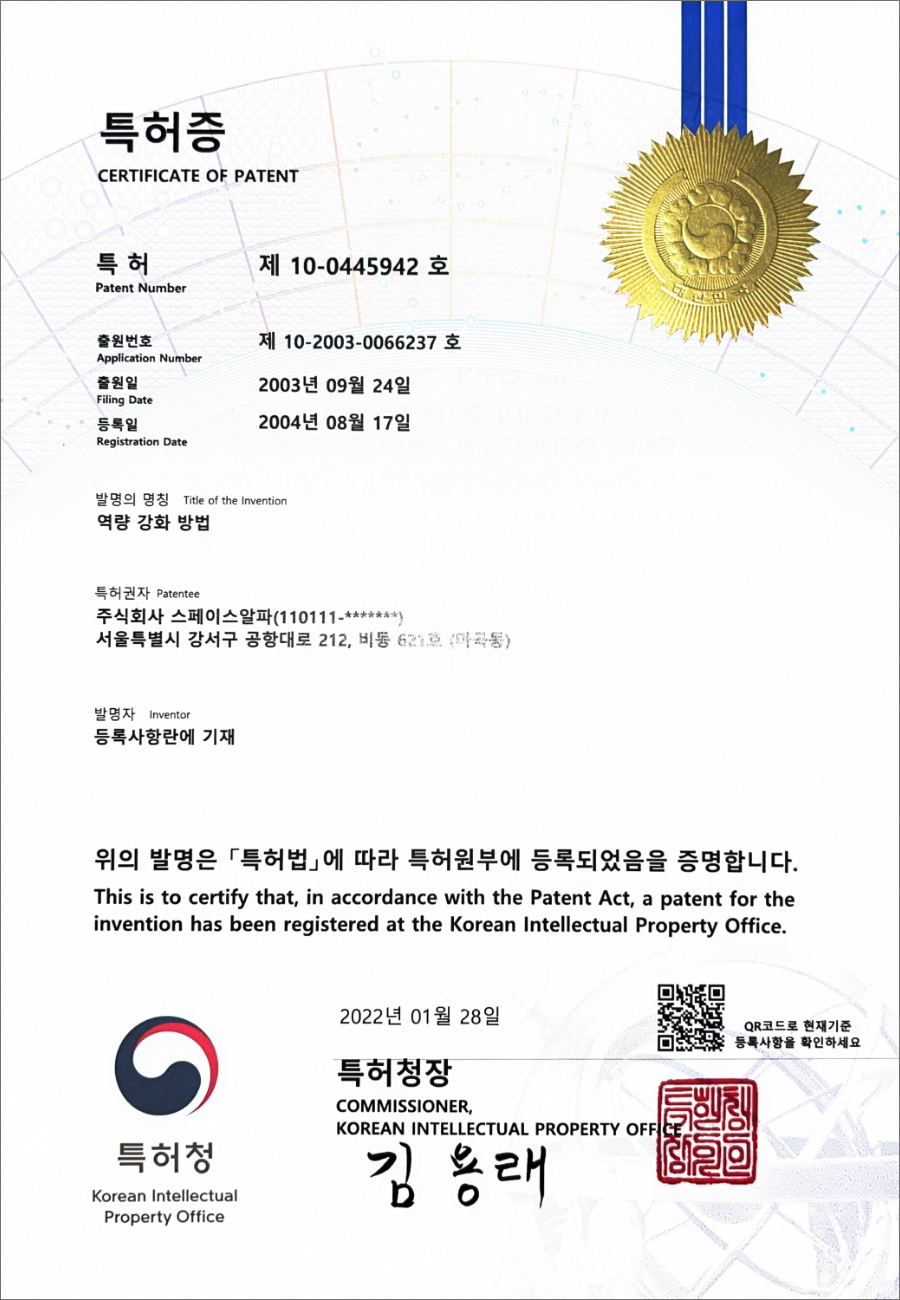 특허증
CERTIFICATE OF PATENT
특 허 제 10-0445942 호
Patent Number
출원번호 제 10-2003-0066237 호
Application Number
출원일 2003년 09월 24일
Filing Date
등록일 2004년 08월 17일
Registration Date
발명의 명칭 Title of the Invention
역량 강화 방법
특허권자 Patentee
주식회사 스페이스알파(110111-*******)
서울특별시 강서구 공항대로 212, 비동
발명자 Inventor
등록사항란에 기재
위의 발명은 「특허법」에 따라 특허원부에 등록되었음을 증명합니다.
This is to certify that, in accordance with the Patent Act, a patent for the
invention has been registered at the Korean Intellectual Property Office.
2022년 01월 28일
QR코드로 현재기준
등록사항을 확인하세요
특허청장
COMMISSIONER,
KOREAN INTELLECTUAL PROPERTY OFFICE
김용래
특허청
Korean Intellectual
Property Office
대한민국